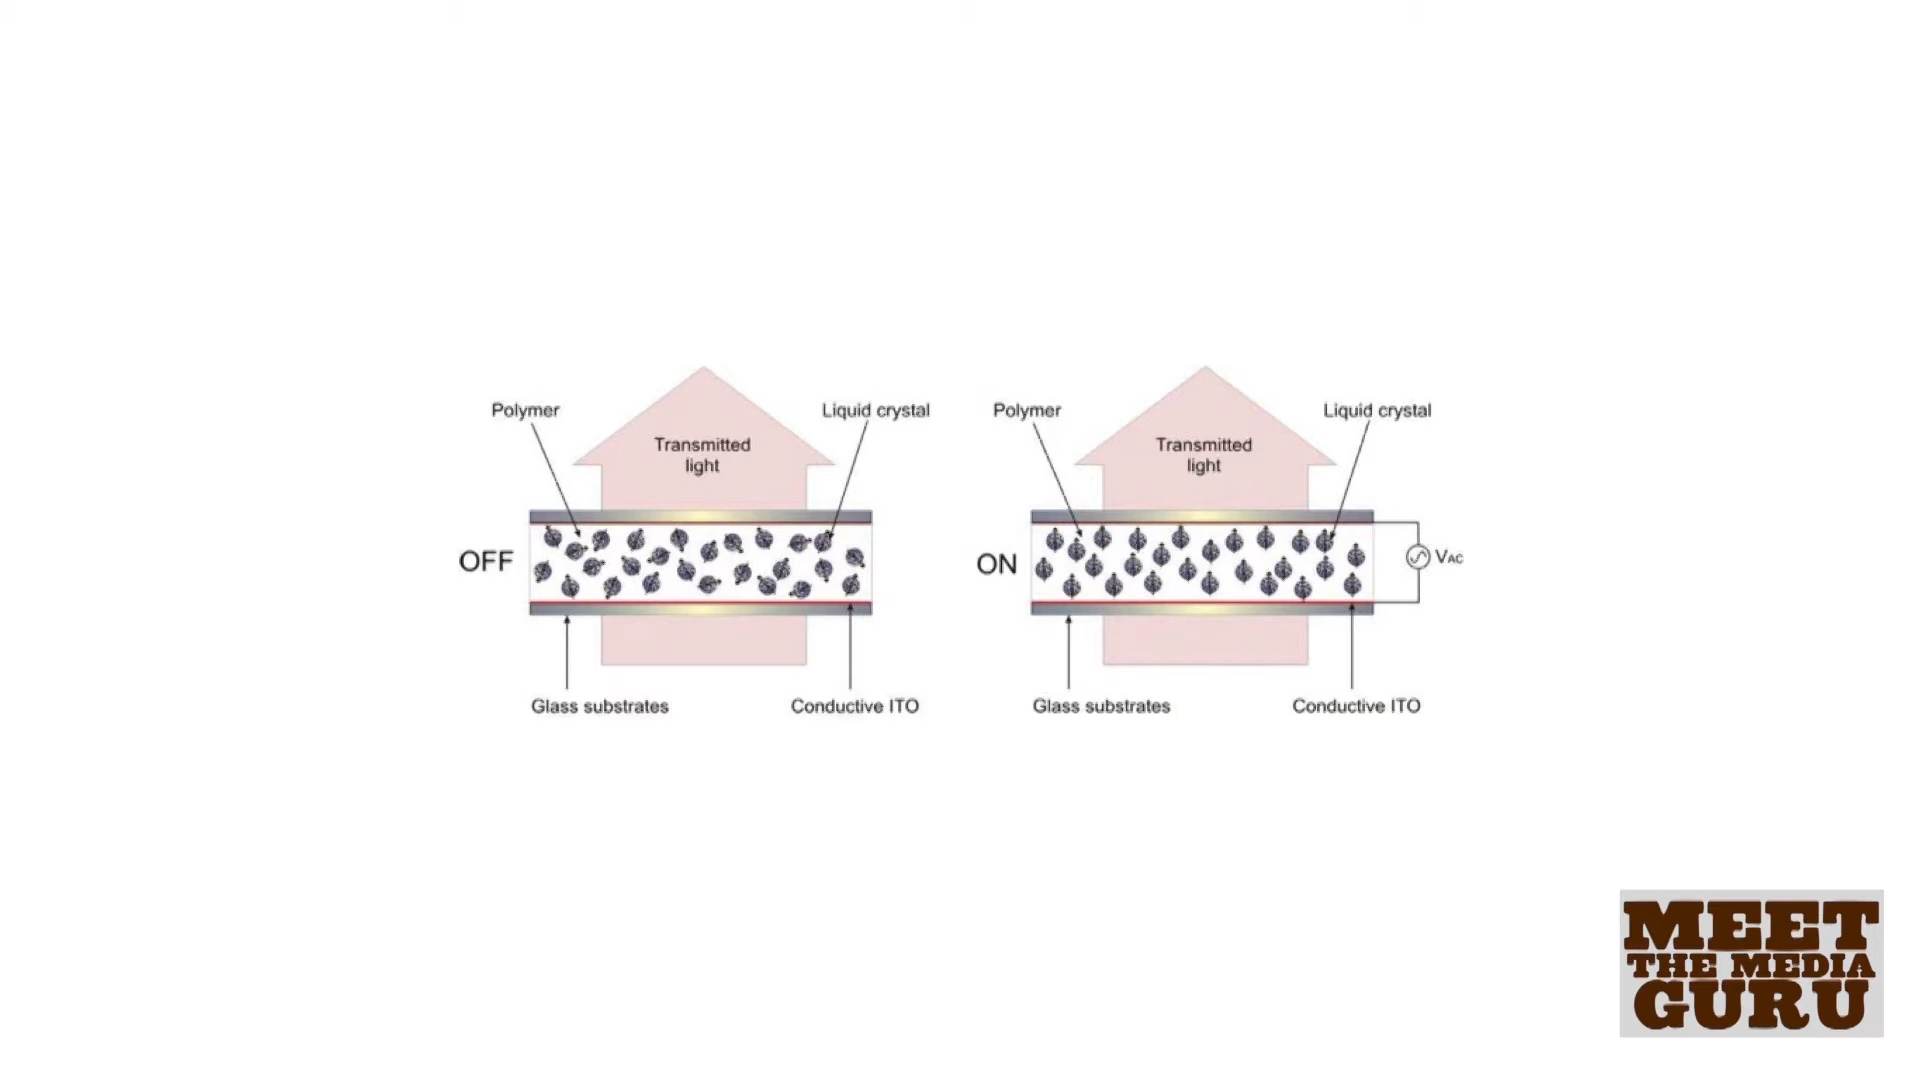 Polymer
Liquid crystal
Transmitted
light
OFF
Glass substrates
Conductive ITO
Polymer
Liquid crystal
Transmitted
light
ON
VAC
Glass substrates
Conductive ITO
MEET
THE MEDIA
GURU